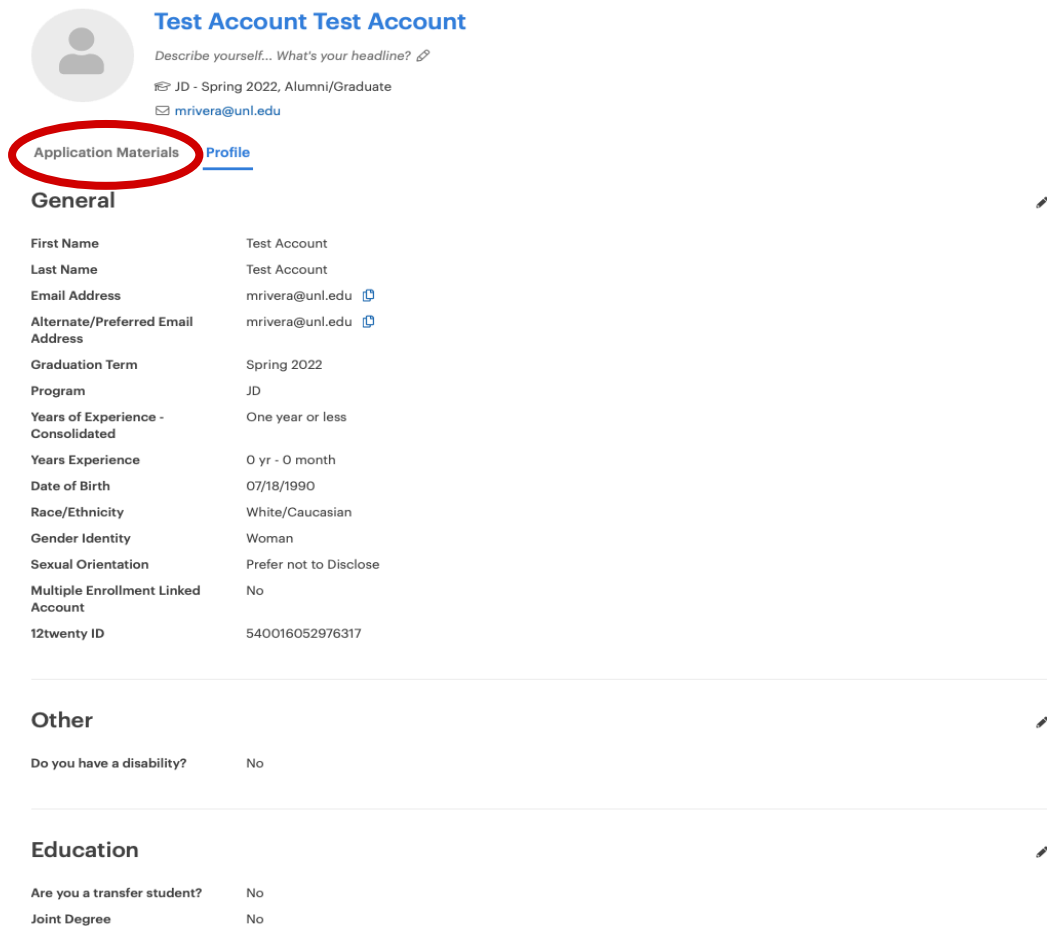 Test Account Test Account
Describe yourself... What's your headline?
JD - Spring 2022, Alumni/Graduate
mrivera@unl.edu
Application Materials Profile
General
First Name Test Account
Last Name Test Account
Email Address mrivera@unl.edu
Alternate/Preferred Email mrivera@unl.edu
Address
Graduation Term Spring 2022
Program JD
Years of Experience - One year or less
Consolidated
Years Experience 0 yr - 0 month
Date of Birth 07/18/1990
Race/Ethnicity White/Caucasian
Gender Identity Woman
Sexual Orientation Prefer not to Disclose
Multiple Enrollment Linked No
Account
12twenty ID 540016052976317
Other
Do you have a disability? No
Education
Are you a transfer student? No
Joint Degree No